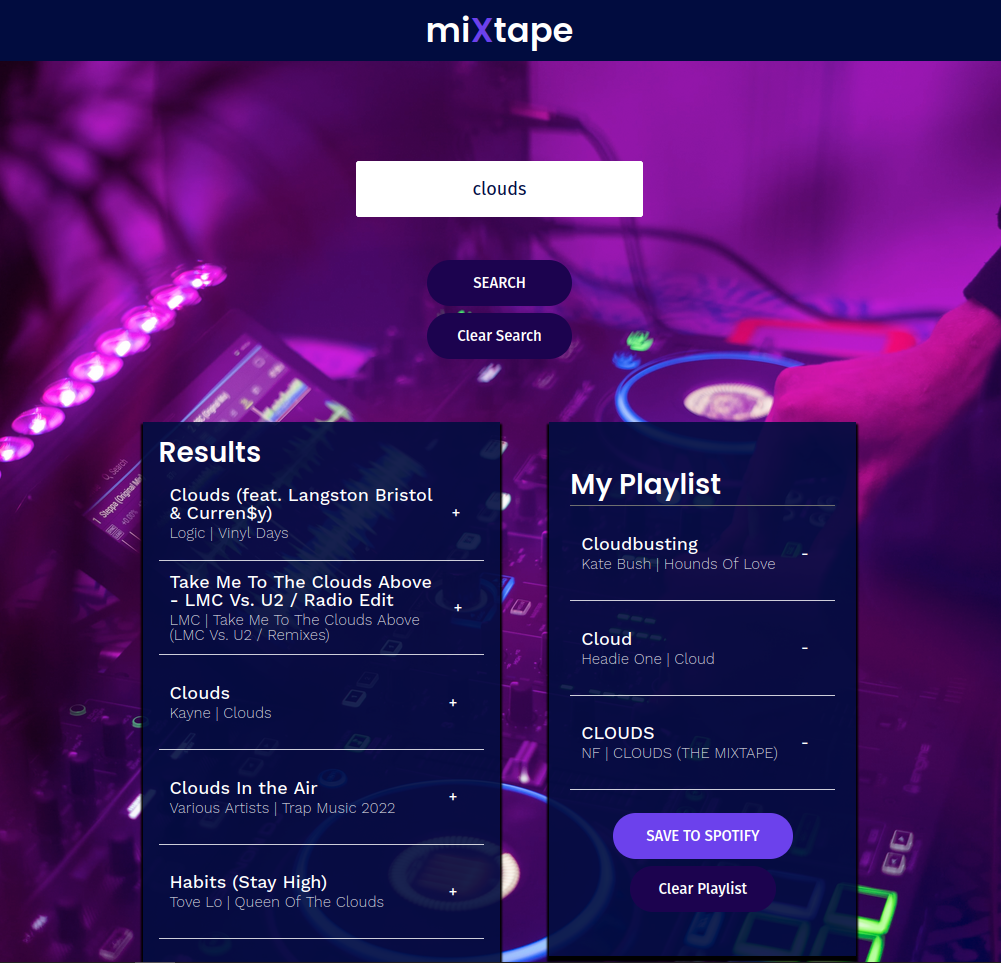 miXtape
clouds
SEARCH
Clear Search
Search
Results
Clouds (feat. Langston Bristol
& Curren$y)
Logic | Vinyl Days
+
Take Me To The Clouds Above
- LMC Vs. U2 / Radio Edit
LMC | Take Me To The Clouds Above
(LMC Vs. U2 / Remixes)
+
Clouds
Kayne | Clouds
+
Clouds In the Air
Various Artists | Trap Music 2022
+
Habits (Stay High)
Tove Lo | Queen Of The Clouds
+
My Playlist
Cloudbusting
Kate Bush | Hounds Of Love
-
Cloud
Headie One | Cloud
-
CLOUDS
NF | CLOUDS (THE MIXTAPE)
-
SAVE TO SPOTIFY
Clear Playlist